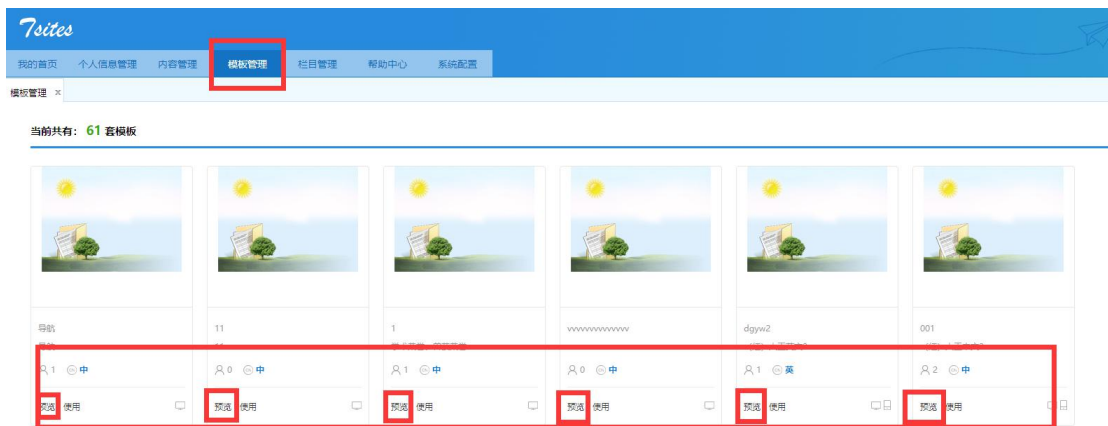 7sites
我的首页 个人信息管理 内容管理 模板管理 栏目管理 帮助中心 系统配置
模板管理 ×
当前共有： 61 套模板
导航 11 1 vvvvvvvvvvvvv dgyw2 001
1 中 0 中 1 中 0 中 1 英 2 中
预览 使用 预览 使用 预览 使用 预览 使用 预览 使用 预览 使用